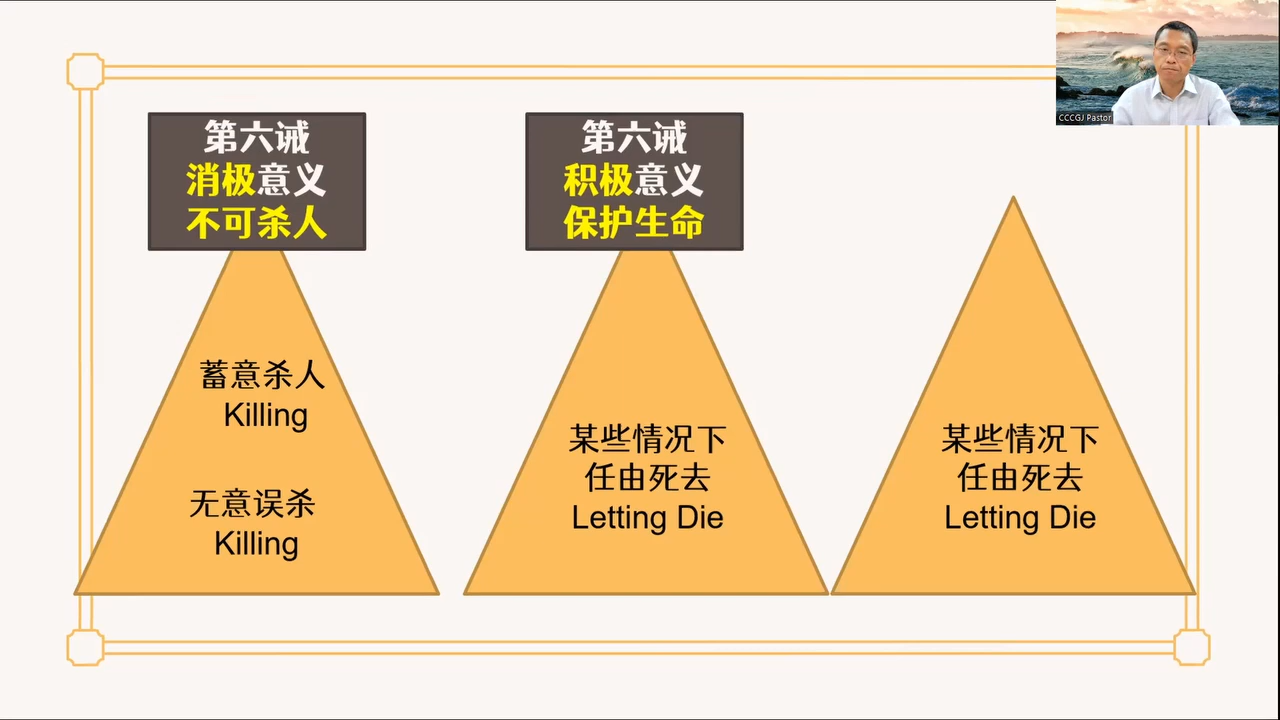 第六诫
消极意义
不可杀人
蓄意杀人
Killing
无意误杀
Killing
第六诫
积极意义
保护生命
某些情况下
任由死去
Letting Die
某些情况下
任由死去
Letting Die
CCCGJ Pastor